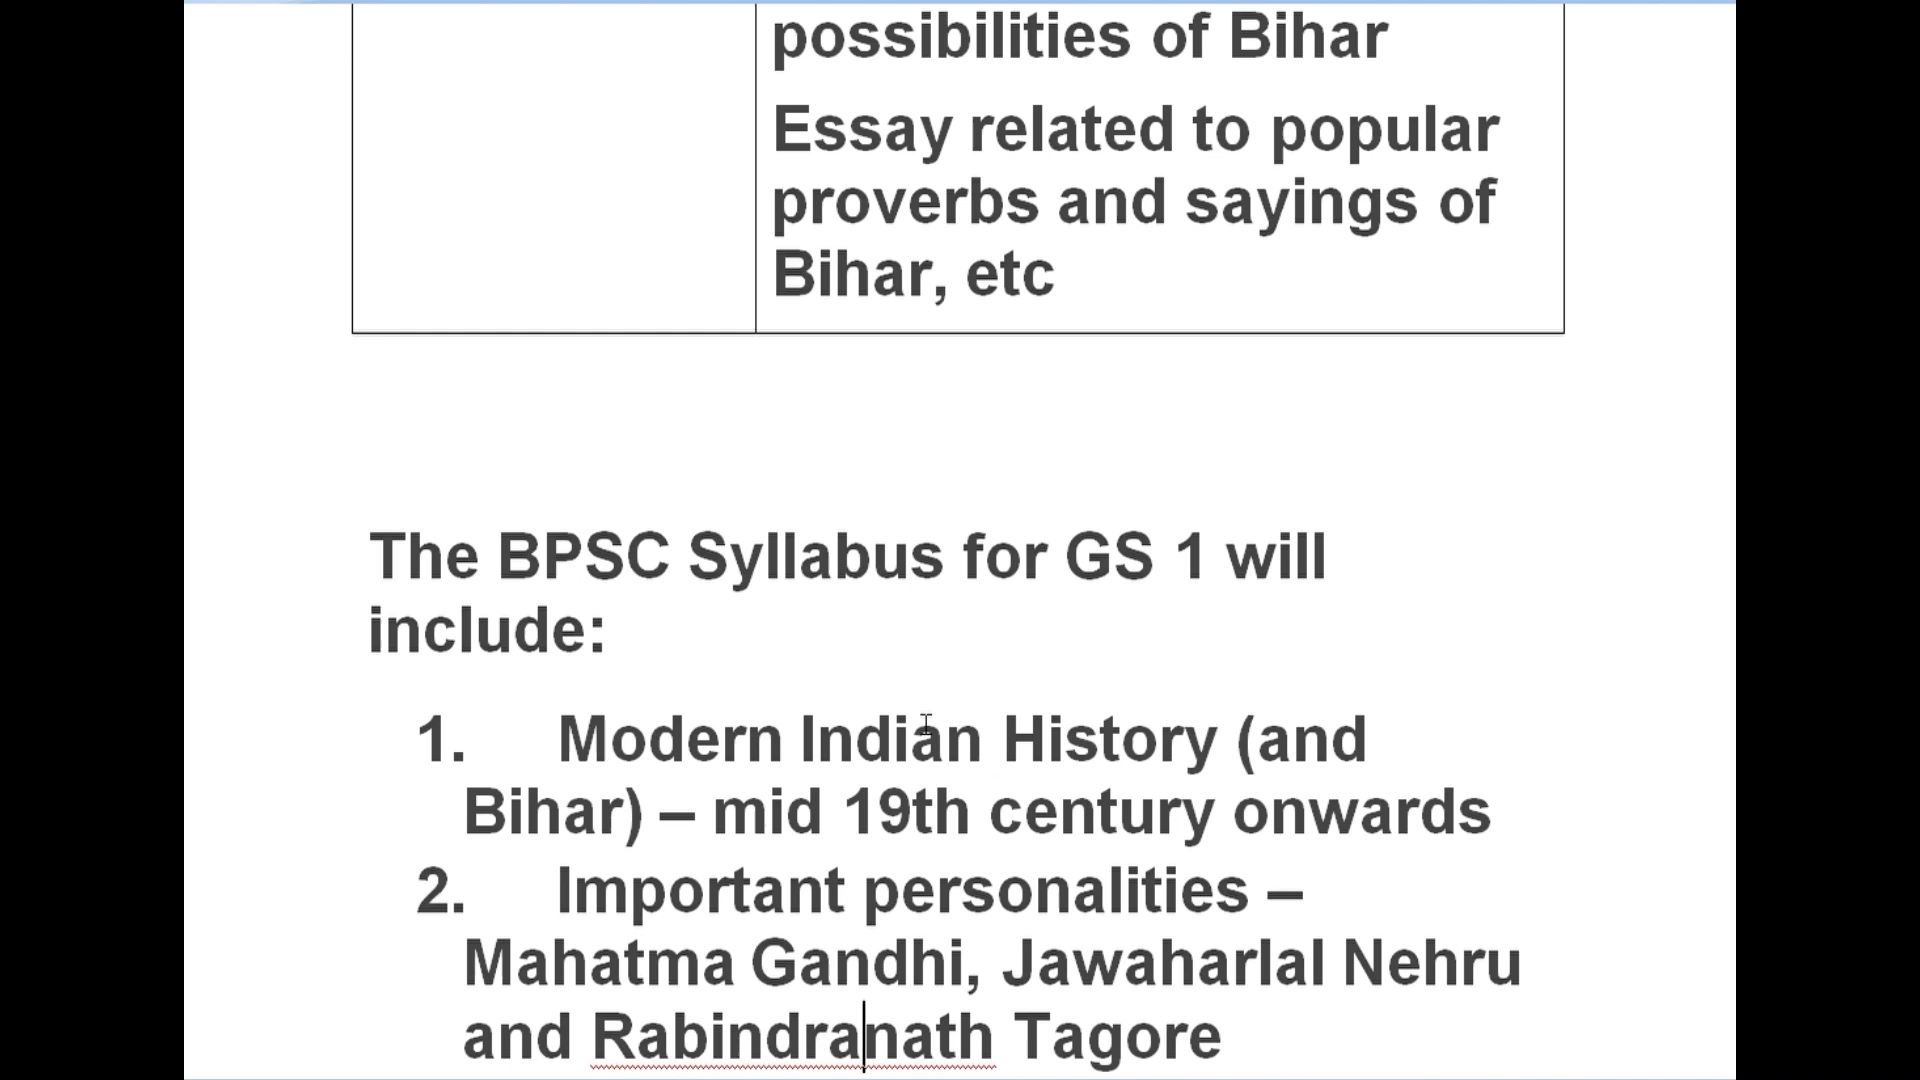 possibilities of Bihar
Essay related to popular
proverbs and sayings of
Bihar, etc
The BPSC Syllabus for GS 1 will
include:
1. Modern Indian History (and
Bihar) – mid 19th century onwards
2. Important personalities –
Mahatma Gandhi, Jawaharlal Nehru
and Rabindranath Tagore